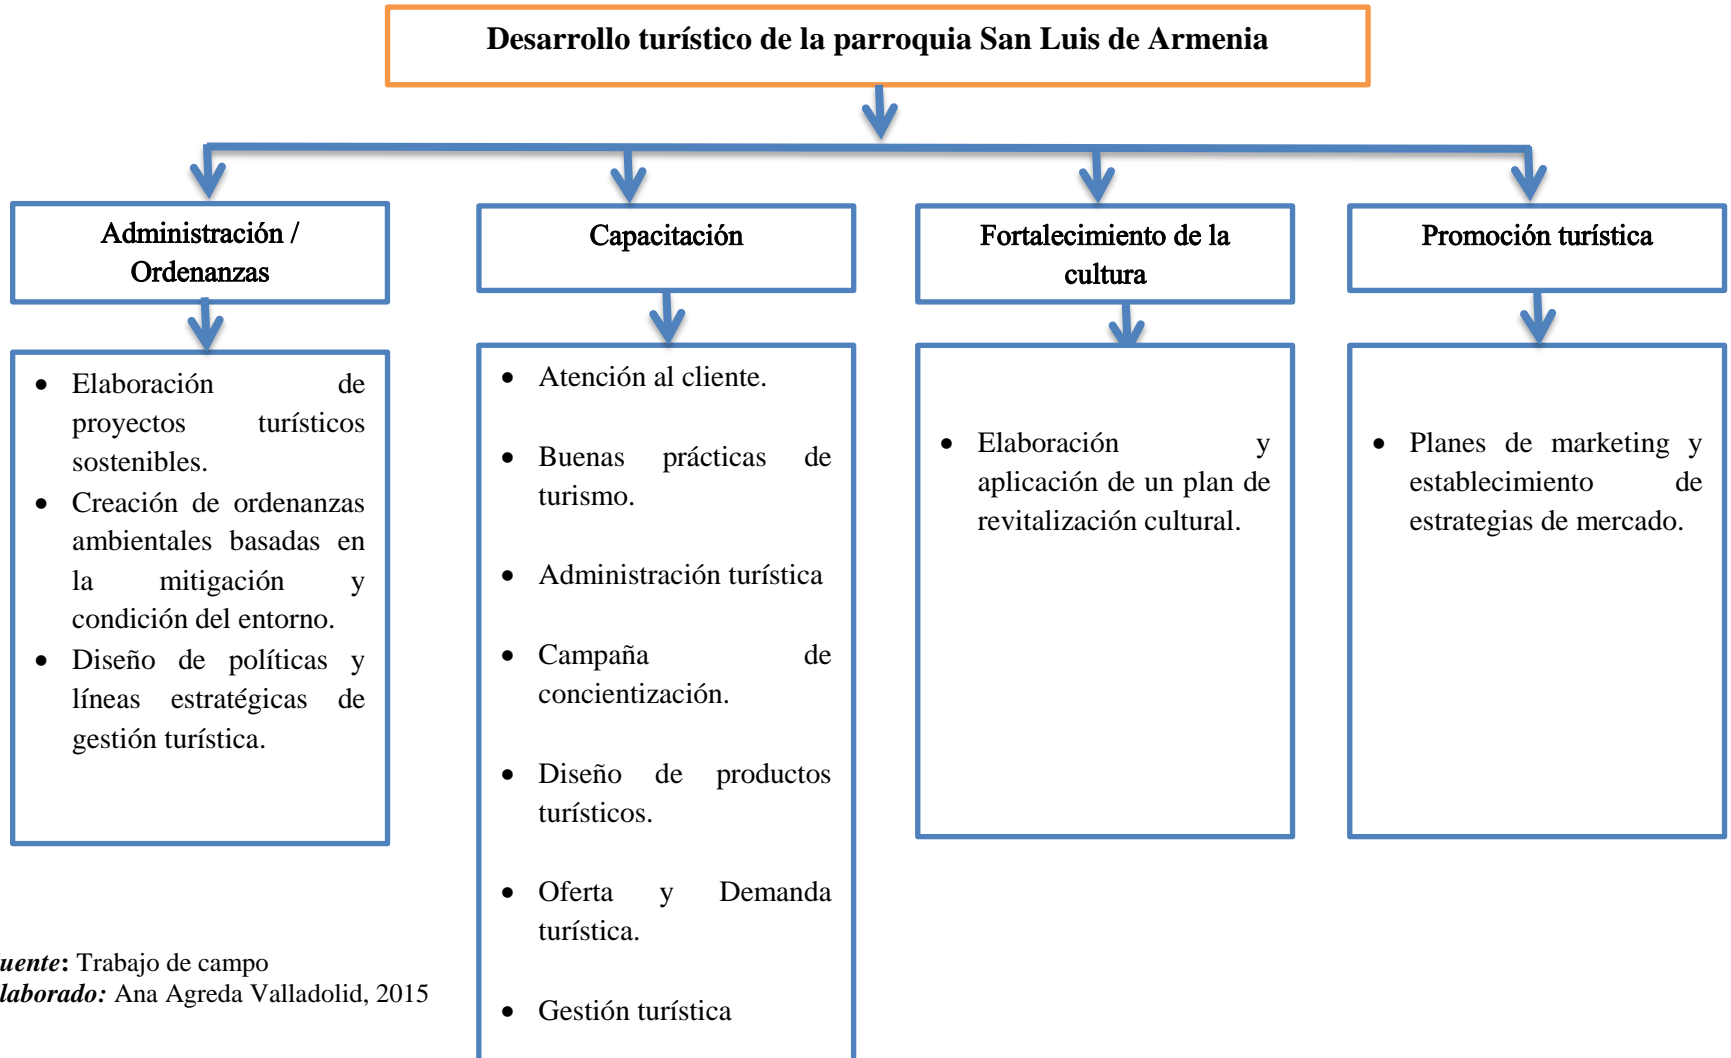 Desarrollo turístico de la parroquia San Luis de Armenia
Administración /
Ordenanzas
• Elaboración de
proyectos turísticos
sostenibles.
• Creación de ordenanzas
ambientales basadas en
la mitigación y
condición del entorno.
• Diseño de políticas y
líneas estratégicas de
gestión turística.
Capacitación
• Atención al cliente.
• Buenas prácticas de
turismo.
• Administración turística
• Campaña de
concientización.
• Diseño de productos
turísticos.
• Oferta y Demanda
turística.
• Gestión turística
Fortalecimiento de la
cultura
• Elaboración y
aplicación de un plan de
revitalización cultural.
Promoción turística
• Planes de marketing y
establecimiento de
estrategias de mercado.
uente: Trabajo de campo
laborado: Ana Agreda Valladolid, 2015